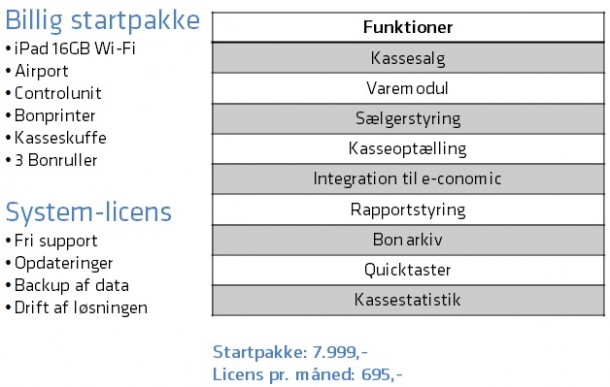 Billig startpakke
• iPad 16GB Wi-Fi
• Airport
• Controlunit
• Bonprinter
• Kasseskuffe
• 3 Bonruller
System-licens
• Fri support
• Opdateringer
• Backup af data
• Drift af løsningen
Funktioner
Kassesalg
Varemodul
Sælgerstyring
Kasseoptælling
Integration til e-conomic
Rapportstyring
Bonarkiv
Quicktaster
Kassestatistik
Startpakke: 7.999,-
Licens pr. måned: 695,-